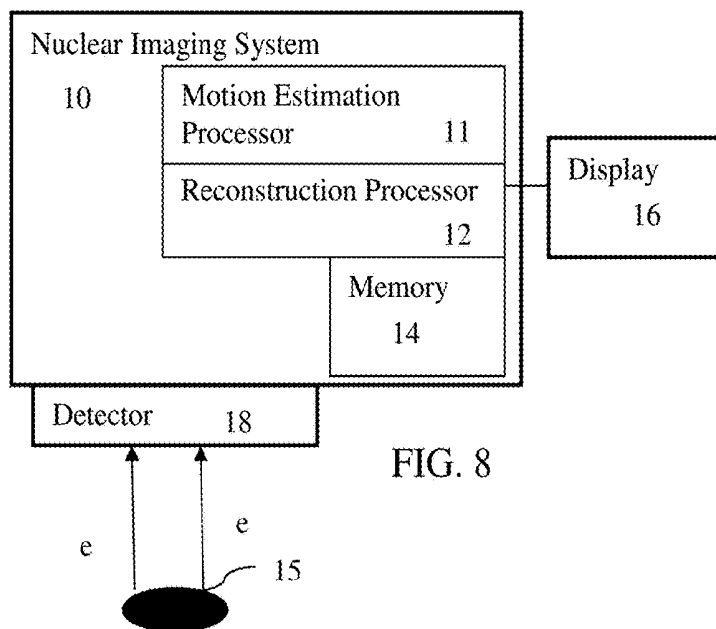 Nuclear Imaging System
10
Motion Estimation
Processor 11
Reconstruction Processor
12
Display
16
Memory
14
Detector 18
FIG. 8
e
e
15